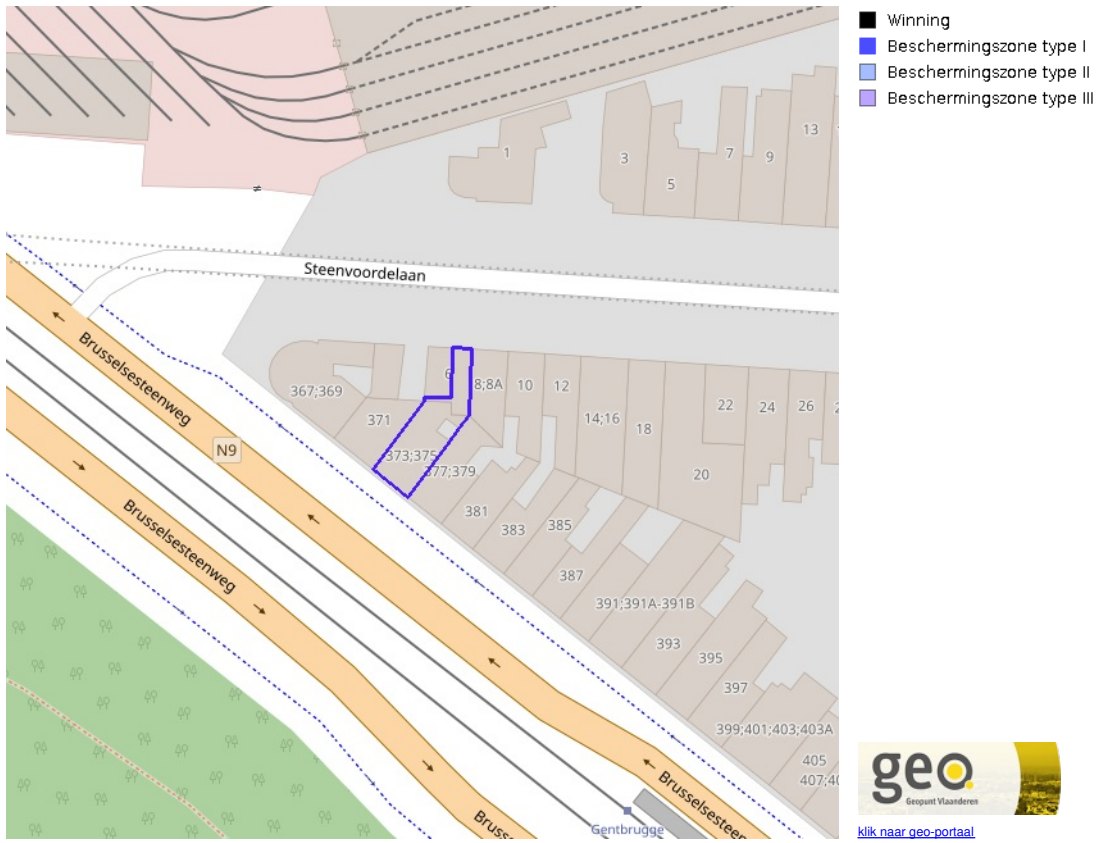 Winning
Beschermingszone type I
Beschermingszone type II
Beschermingszone type III
13
1
3
7
9
5
Steenvoordelaan
Brusselsesteenweg
367;369
6
8;8A
10
12
371
14;16
18
22
24
26
N9
373;375
377;379
20
381
383
385
Brusselsesteenweg
387
391;391A-391B
393
395
397
399;401;403;403A
405
Brusselsesteen
Gentbrugge
geo
Geopunt Vlaanderen
klik naar geo-portaal